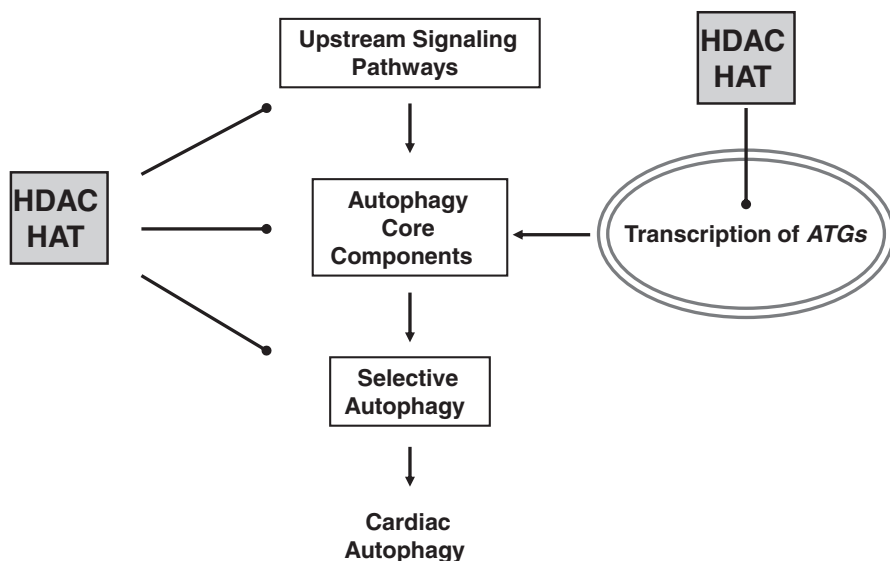 Upstream Signaling
Pathways
HDAC
HAT
HDAC
HAT
Autophagy
Core
Components
Transcription of ATGs
Selective
Autophagy
Cardiac
Autophagy